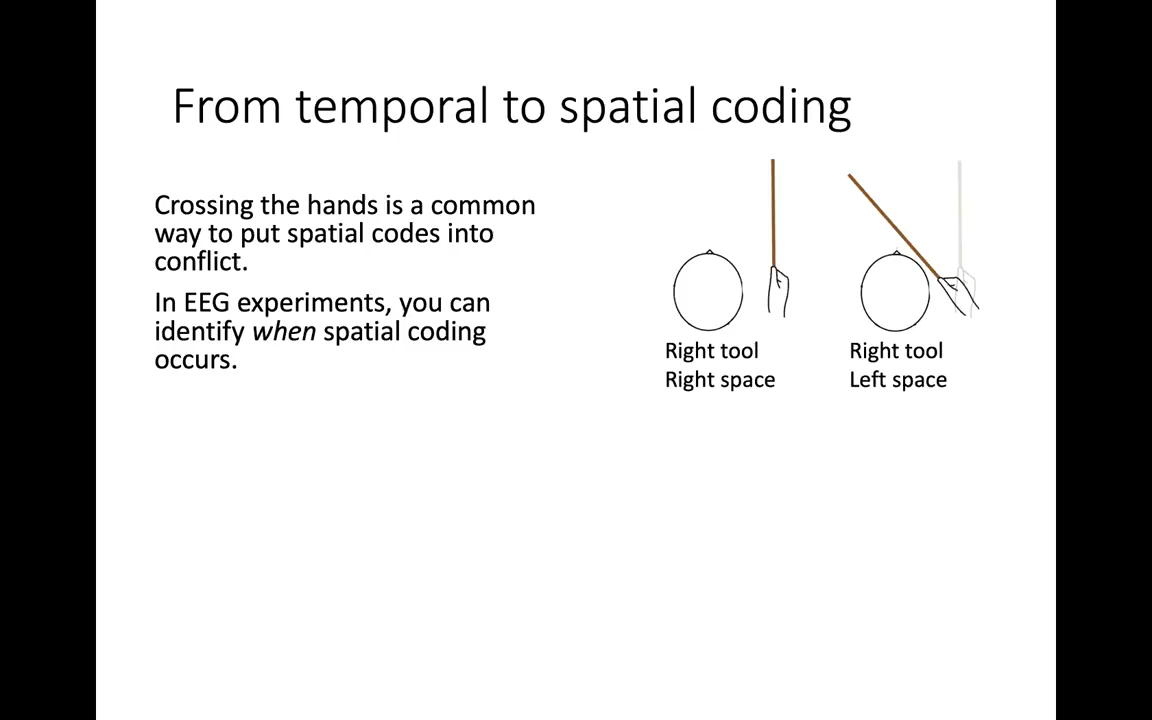 From temporal to spatial coding
Crossing the hands is a common
way to put spatial codes into
conflict.
In EEG experiments, you can
identify when spatial coding
occurs.
Right tool
Right space
Right tool
Left space